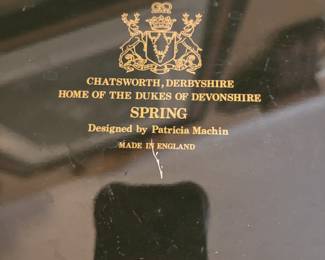 CHATSWORTH, DERBYSHIRE
HOME OF THE DUKES OF DEVONSHIRE
SPRING
Designed by Patricia Machin
MADE IN ENGLAND